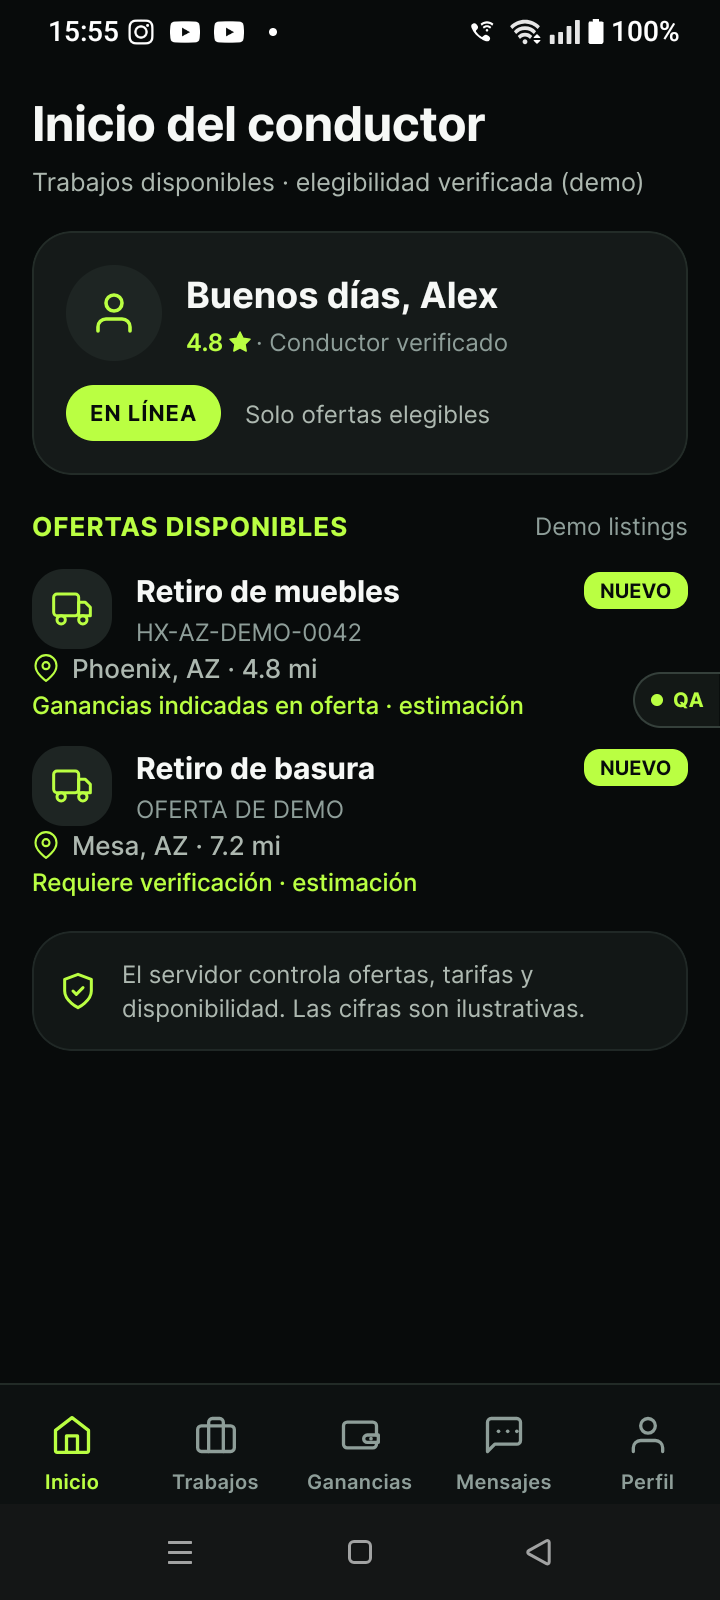 15:55 100%
Inicio del conductor
Trabajos disponibles · elegibilidad verificada (demo)
Buenos días, Alex
4.8 ★ · Conductor verificado
EN LÍNEA Solo ofertas elegibles
OFERTAS DISPONIBLES Demo listings
Retiro de muebles NUEVO
HX-AZ-DEMO-0042
Phoenix, AZ · 4.8 mi
QA
Ganancias indicadas en oferta · estimación
Retiro de basura NUEVO
OFERTA DE DEMO
Mesa, AZ · 7.2 mi
Requiere verificación · estimación
El servidor controla ofertas, tarifas y
disponibilidad. Las cifras son ilustrativas.
Inicio Trabajos Ganancias Mensajes Perfil